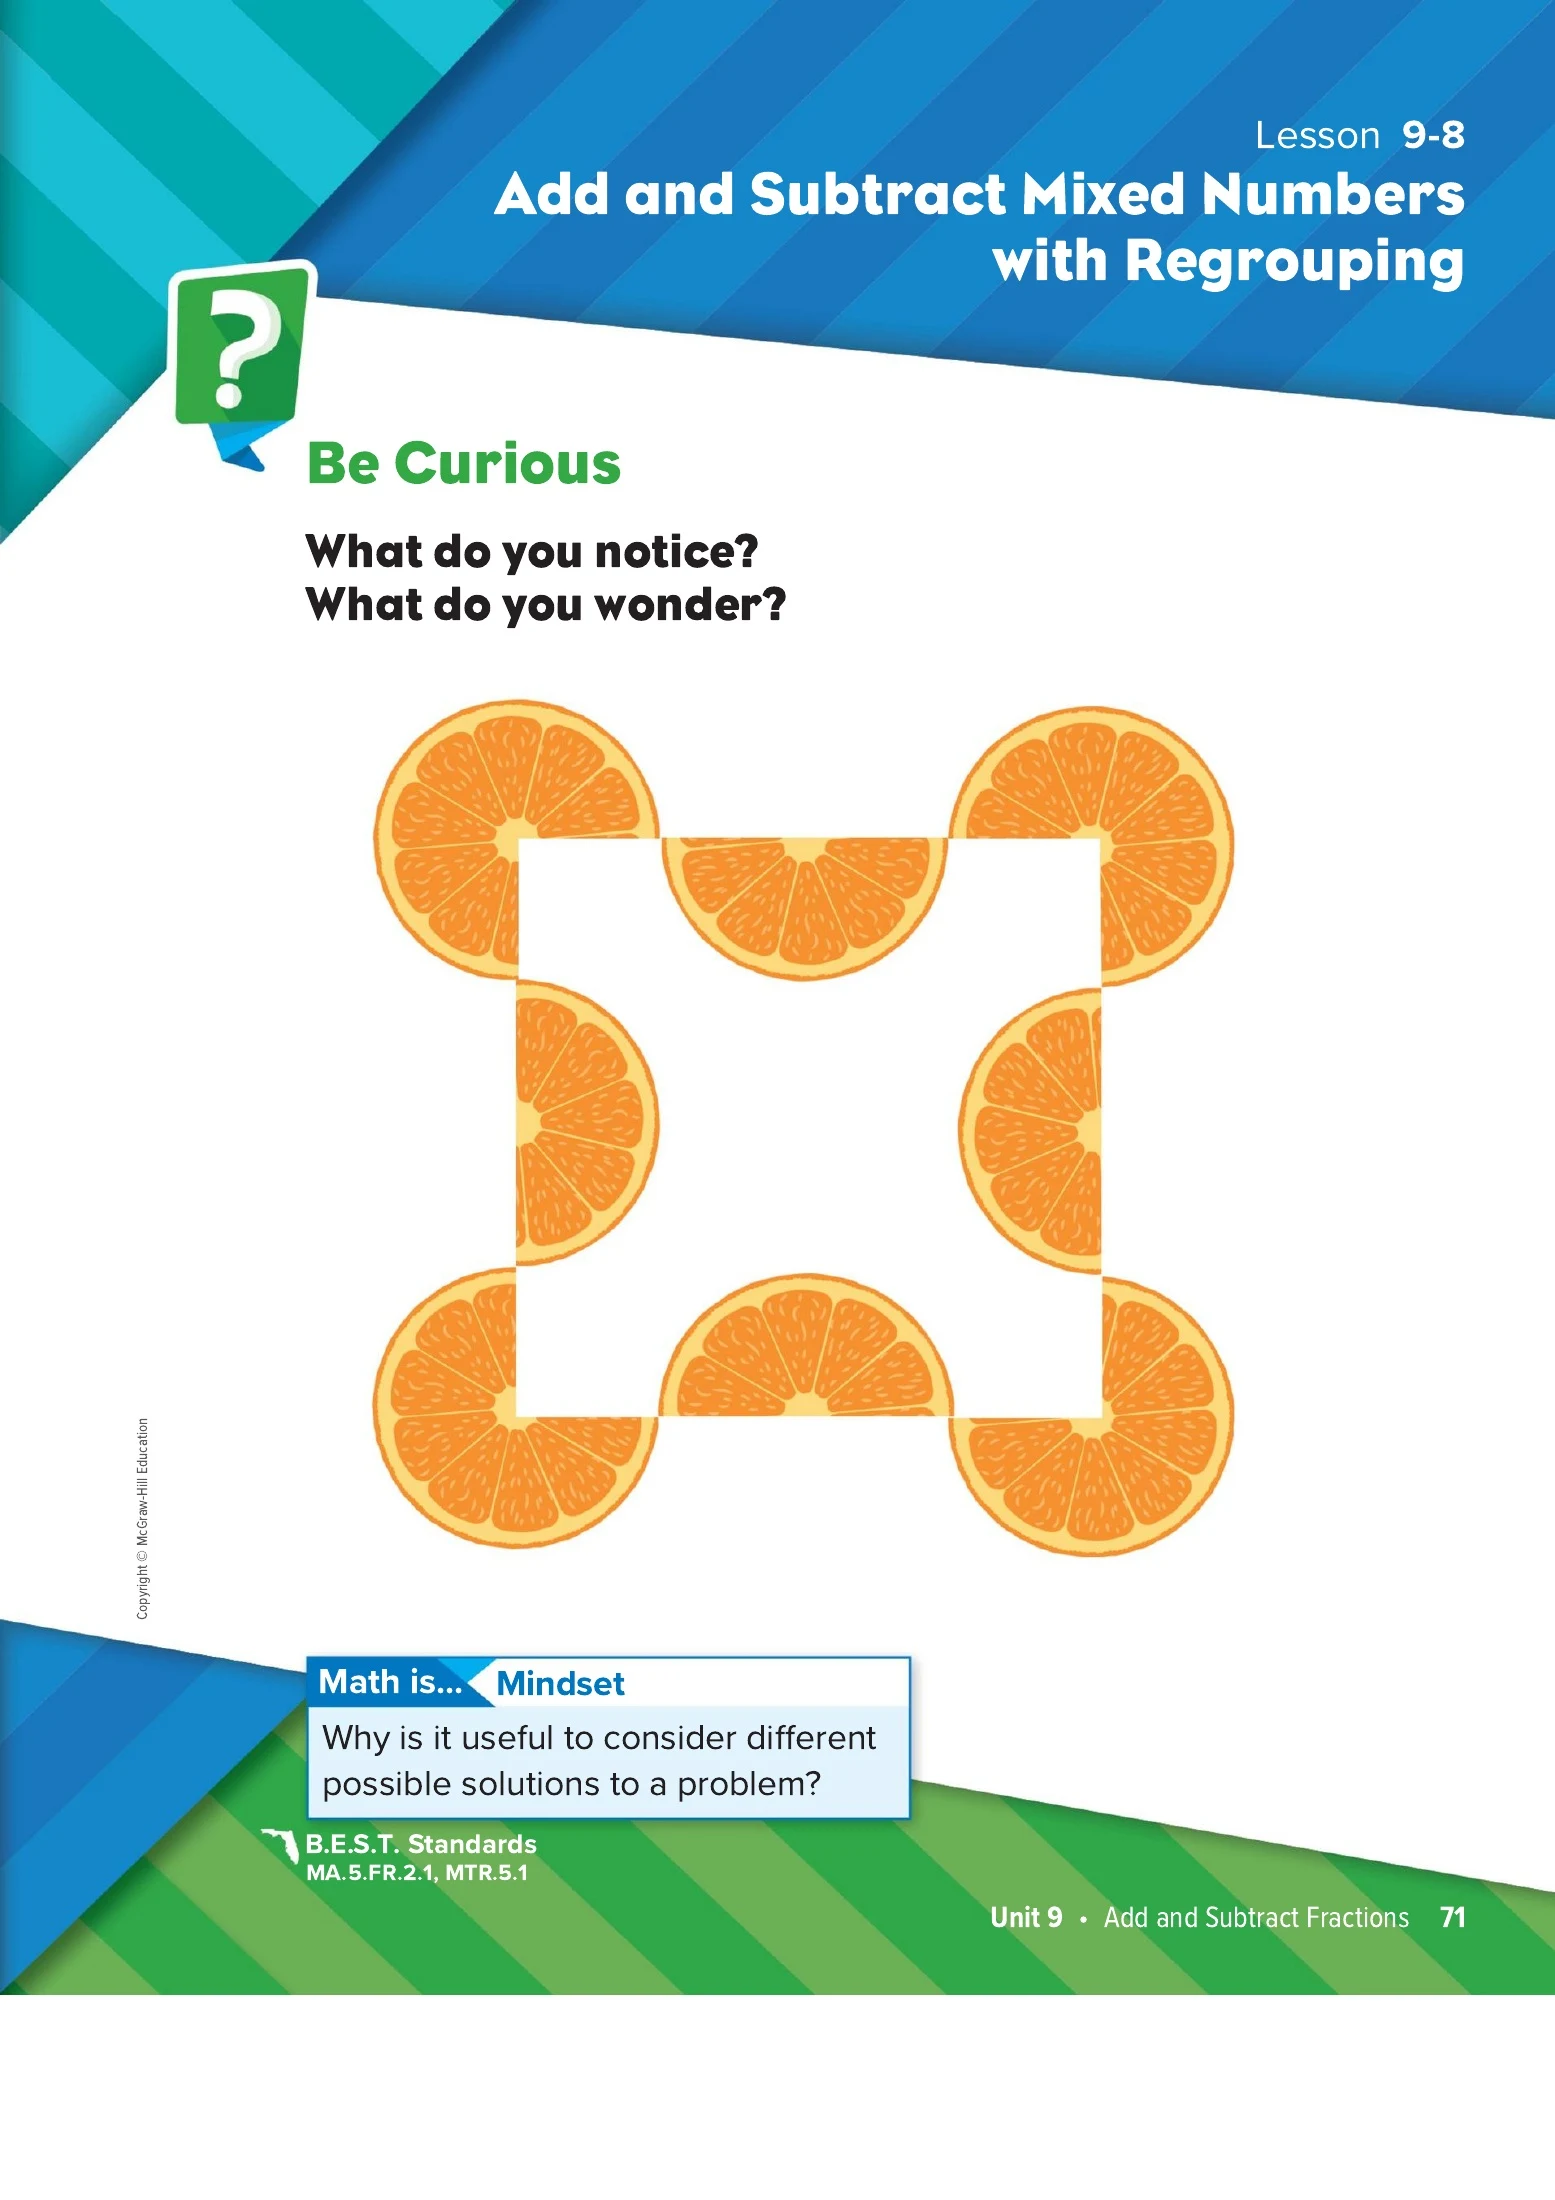 Lesson 9-8
Add and Subtract Mixed Numbers
with Regrouping
?
Be Curious
What do you notice?
What do you wonder?
Copyright © McGraw-Hill Education
Math is... Mindset
Why is it useful to consider different
possible solutions to a problem?
B.E.S.T. Standards
MA.5.FR.2.1, MTR.5.1
Unit 9 • Add and Subtract Fractions 71